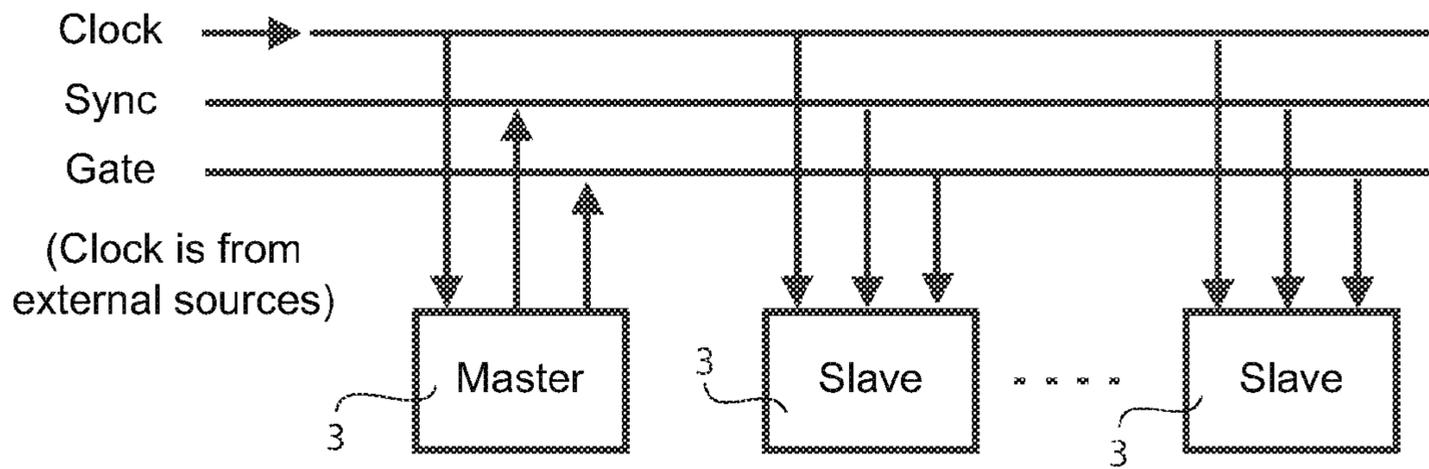 Clock
Sync
Gate
(Clock is from
external sources)
Master
Slave
Slave
3
3
3